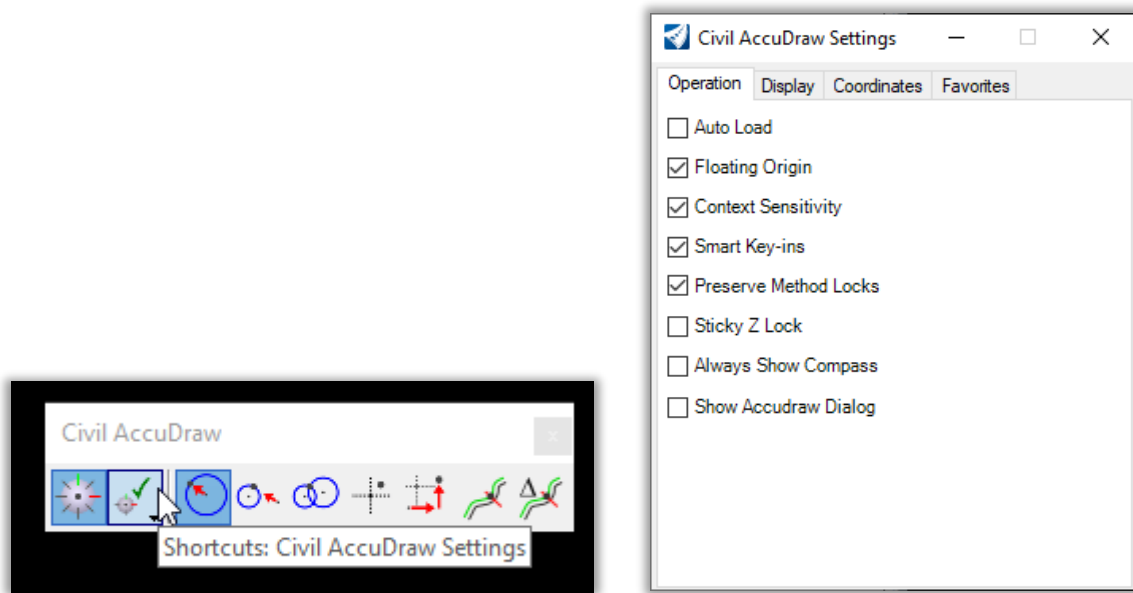 Civil AccuDraw Settings
Operation Display Coordinates Favorites
Auto Load
Floating Origin
Context Sensitivity
Smart Key-ins
Preserve Method Locks
Sticky Z Lock
Always Show Compass
Show Accudraw Dialog
Civil AccuDraw
x
Shortcuts: Civil AccuDraw Settings